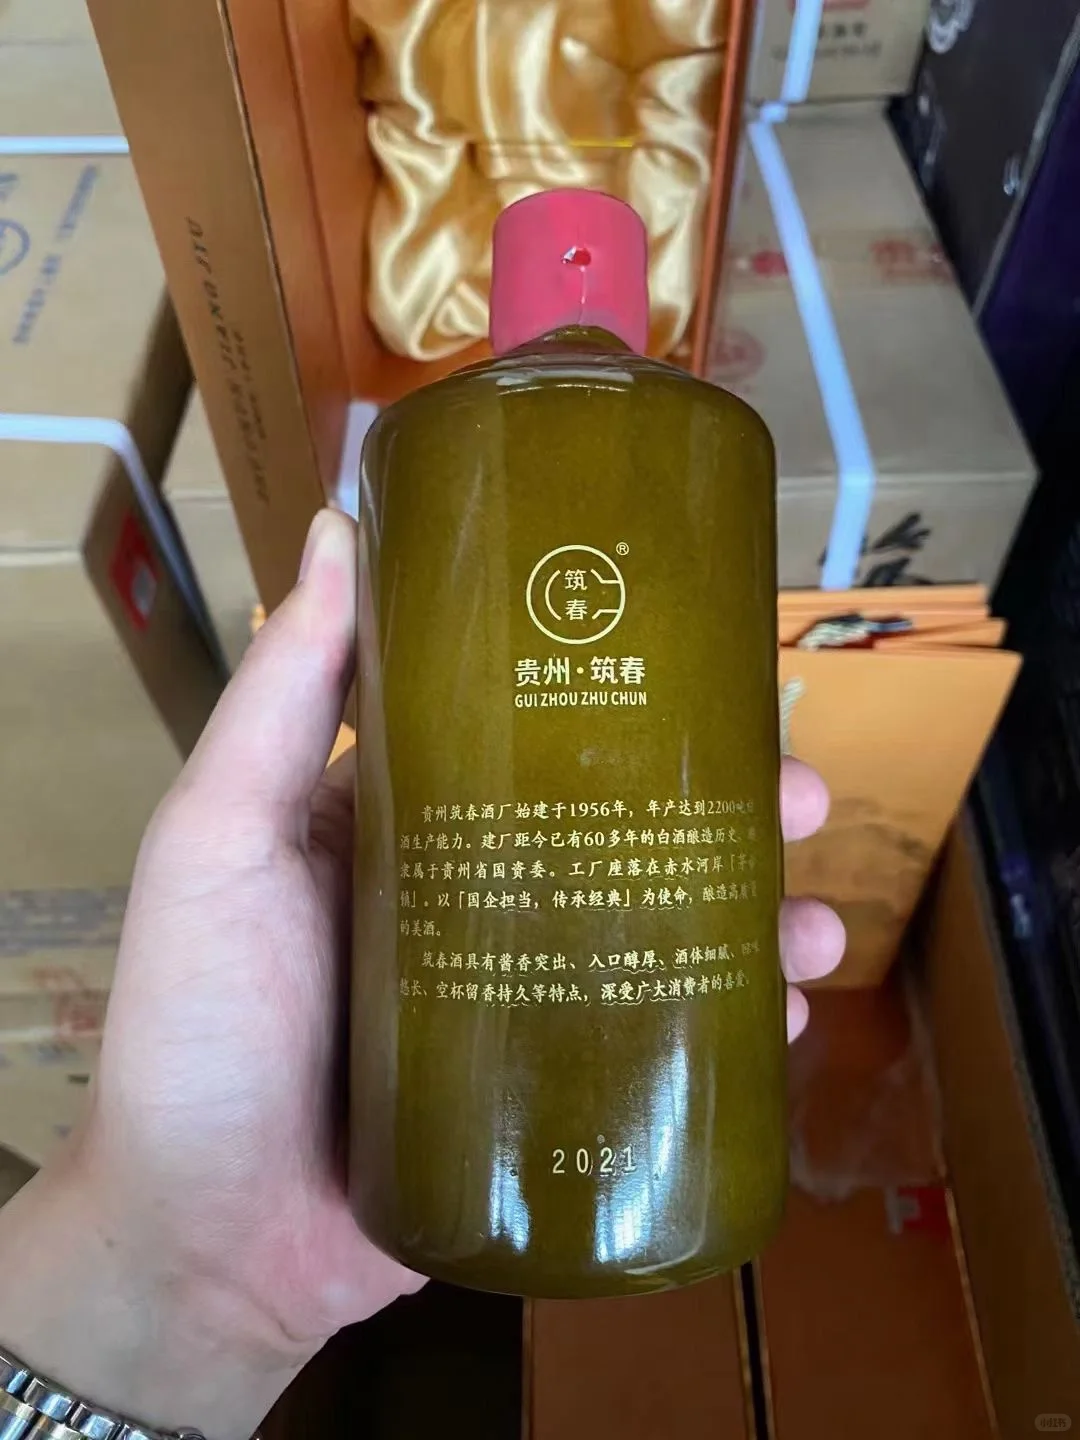 筑
春
®
贵州·筑春
GUI ZHOU ZHU CHUN
贵州筑春酒厂始建于1956年，年产达到2200
酒生产能力。建厂距今已有60多年的白酒酿造历史
隶属于贵州省国资委。工厂座落在赤水河岸「茅
镇」。以「国企担当，传承经典」为使命，酿造高质
的美酒。
筑春酒具有酱香突出、入口醇厚、酒体细腻、回味
悠长、空杯留香持久等特点，深受广大消费者的喜爱。
2021
小红书